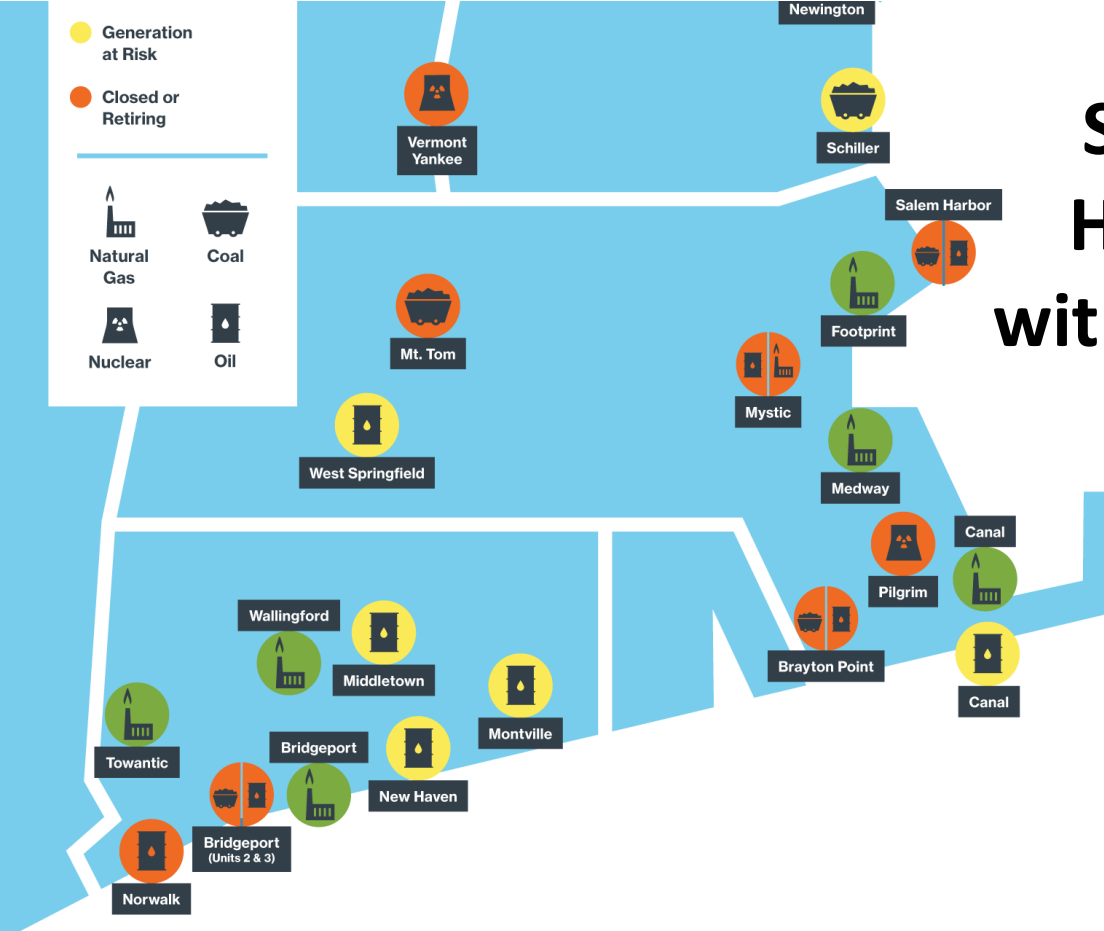 Generation
at Risk
Closed or
Retiring
Natural
Gas
Coal
Nuclear
Oil
Newington
Vermont
Yankee
Schiller
Salem Harbor
Footprint
Mt. Tom
Mystic
West Springfield
Medway
Canal
Pilgrim
Wallingford
Middletown
Brayton Point
Canal
Montville
Towantic
Bridgeport
New Haven
Bridgeport
(Units 2 & 3)
Norwalk
S
H
wit